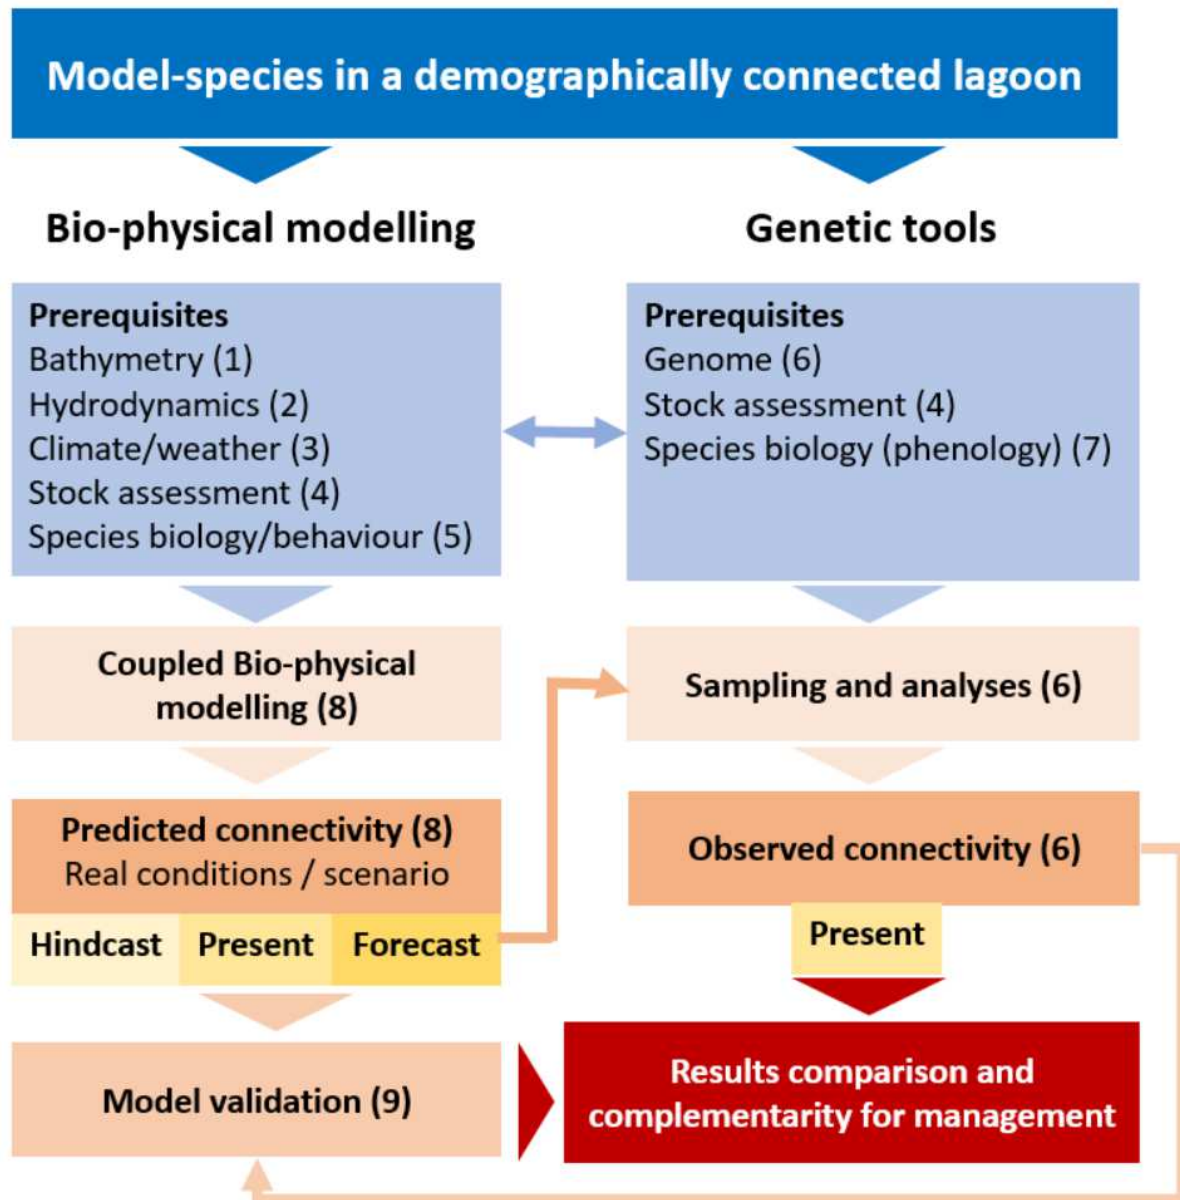 Model-species in a demographically connected lagoon
Bio-physical modelling
Prerequisites
Bathymetry (1)
Hydrodynamics (2)
Climate/weather (3)
Stock assessment (4)
Species biology/behaviour (5)
Coupled Bio-physical
modelling (8)
Predicted connectivity (8)
Real conditions / scenario
Hindcast Present Forecast
Model validation (9)
Genetic tools
Prerequisites
Genome (6)
Stock assessment (4)
Species biology (phenology) (7)
Sampling and analyses (6)
Observed connectivity (6)
Present
Results comparison and
complementarity for management